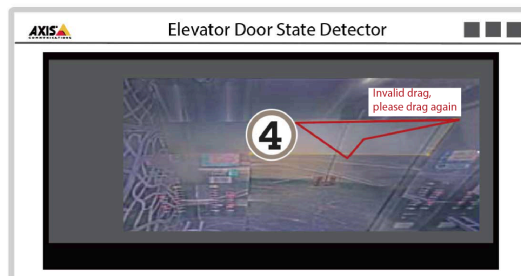 AXIS
COMMUNICATIONS
Elevator Door State Detector
Invalid drag,
please drag again
4